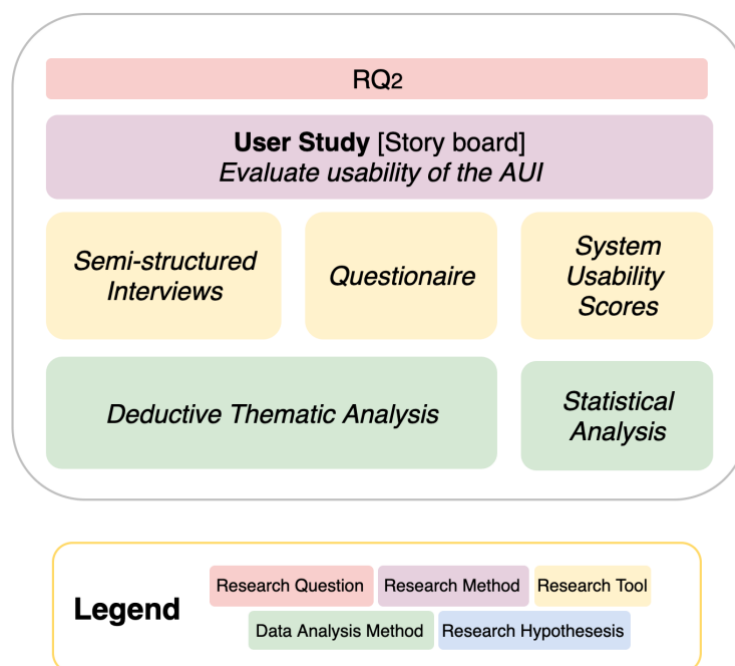 RQ2
User Study [Story board]
Evaluate usability of the AUI
Semi-structured
Interviews
Questionaire
System
Usability
Scores
Deductive Thematic Analysis
Statistical
Analysis
Legend
Research Question
Research Method
Research Tool
Data Analysis Method
Research Hypothesesis